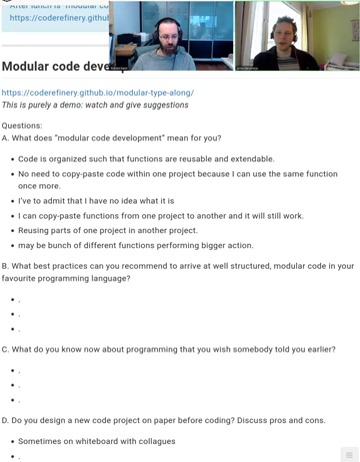 After lunch is "modular co
https://coderefinery.githu
Modular code deve
https://coderefinery.github.io/modular-type-along/
This is purely a demo: watch and give suggestions
Questions:
A. What does "modular code development" mean for you?
• Code is organized such that functions are reusable and extendable.
• No need to copy-paste code within one project because I can use the same function
once more.
• I've to admit that I have no idea what it is
• I can copy-paste functions from one project to another and it will still work.
• Reusing parts of one project in another project.
• may be bunch of different functions performing bigger action.
B. What best practices can you recommend to arrive at well structured, modular code in your
favourite programming language?
• .
• .
• .
C. What do you know now about programming that you wish somebody told you earlier?
• .
• .
• .
D. Do you design a new code project on paper before coding? Discuss pros and cons.
• Sometimes on whiteboard with collagues
• .